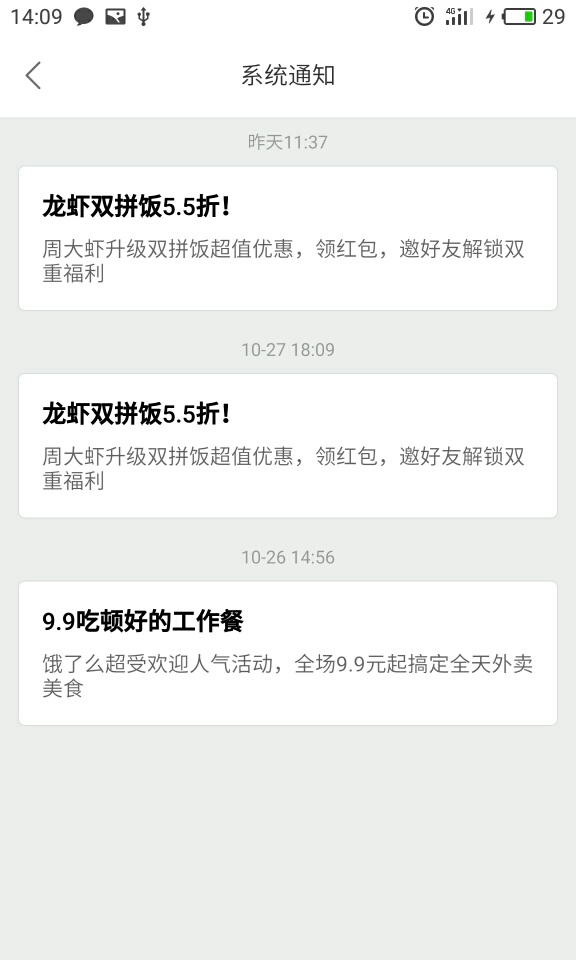 14:09
4G
29
系统通知
昨天11:37
龙虾双拼饭5.5折！
周大虾升级双拼饭超值优惠，领红包，邀好友解锁双
重福利
10-27 18:09
龙虾双拼饭5.5折！
周大虾升级双拼饭超值优惠，领红包，邀好友解锁双
重福利
10-26 14:56
9.9吃顿好的工作餐
饿了么超受欢迎人气活动，全场9.9元起搞定全天外卖
美食